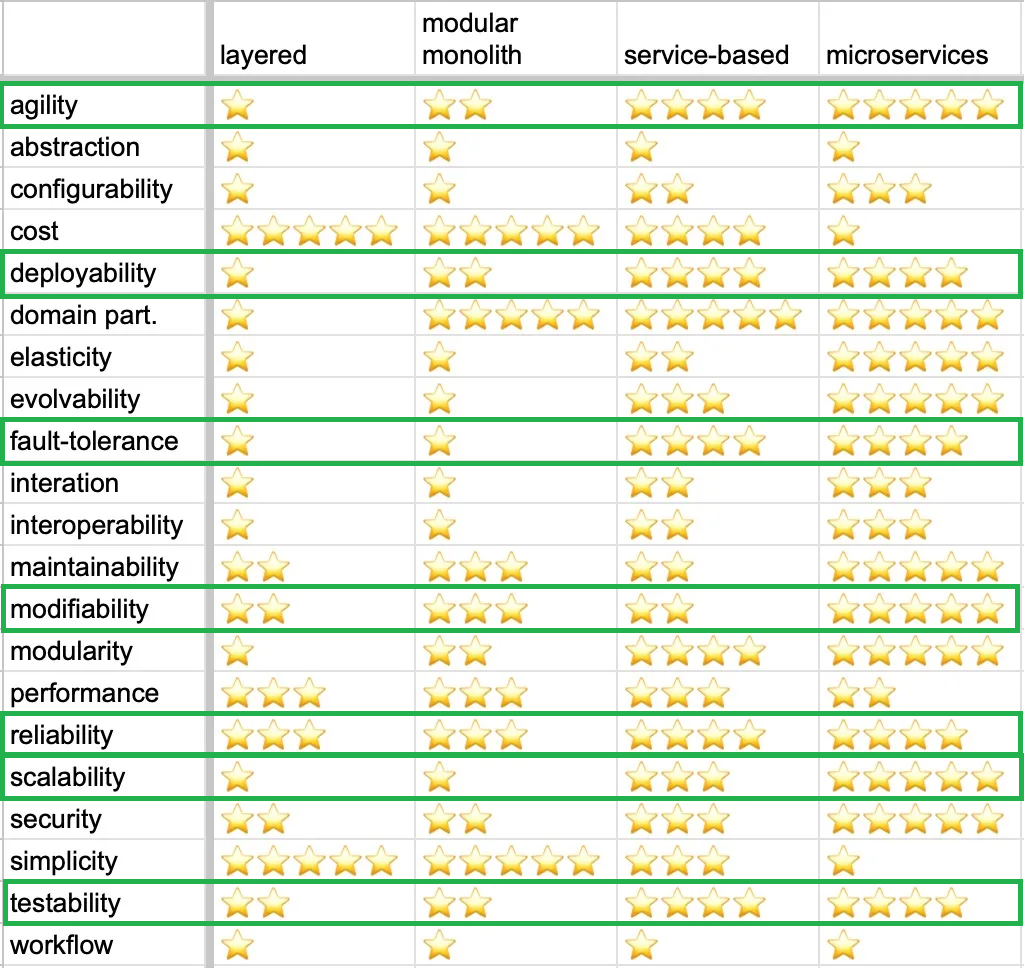 layered
modular
monolith
service-based
microservices
agility
abstraction
configurability
cost
deployability
domain part.
elasticity
evolvability
fault-tolerance
interation
interoperability
maintainability
modifiability
modularity
performance
reliability
scalability
security
simplicity
testability
workflow